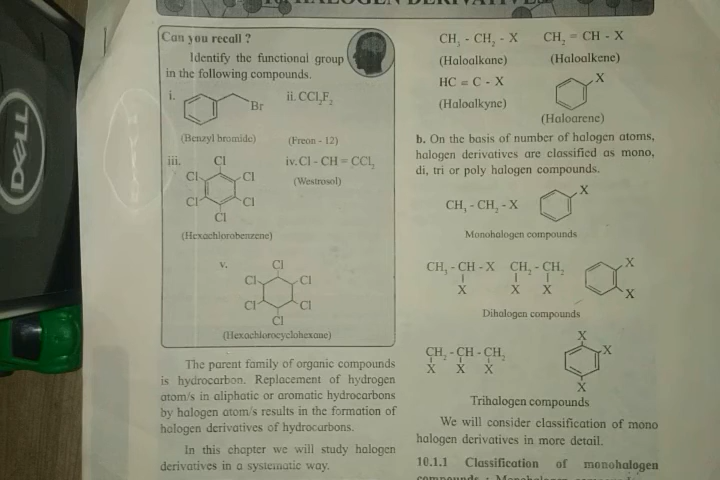 HALOGEN DERIVATIVES
Can you recall ?
Identify the functional group
in the following compounds.
i.
Br
ii. CCl₂F₂
(Benzyl bromide)
(Freon - 12)
iii.
Cl
Cl
Cl
Cl
Cl
Cl
iv. Cl - CH = CCl₂
(Westrosol)
(Hexachlorobenzene)
v.
Cl
Cl
Cl
Cl
Cl
Cl
(Hexachlorocyclohexane)
The parent family of organic compounds
is hydrocarbon. Replacement of hydrogen
atom/s in aliphatic or aromatic hydrocarbons
by halogen atom/s results in the formation of
halogen derivatives of hydrocarbons.
In this chapter we will study halogen
derivatives in a systematic way.
CH₃ - CH₂ - X CH₂ = CH - X
(Haloalkane) (Haloalkene)
HC ≡ C - X
X
(Haloalkyne)
(Haloarene)
b. On the basis of number of halogen atoms,
halogen derivatives are classified as mono,
di, tri or poly halogen compounds.
X
CH₃ - CH₂ - X
Monohalogen compounds
CH₃ - CH - X CH₂ - CH₂ X
X X X X
Dihalogen compounds
X
CH₂ - CH - CH₂ X
X X X
X
Trihalogen compounds
We will consider classification of mono
halogen derivatives in more detail.
10.1.1 Classification of monohalogen
DELL